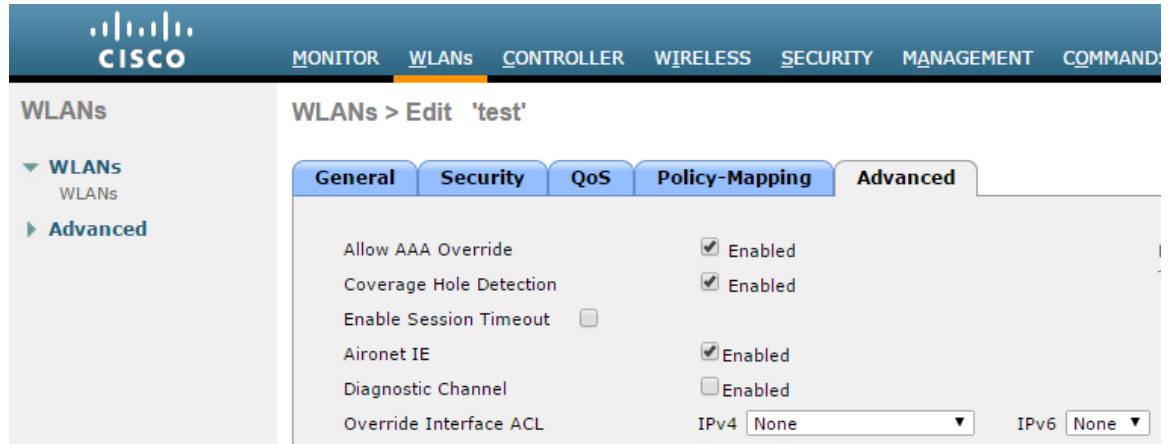 CISCO
MONITOR WLANs CONTROLLER WIRELESS SECURITY MANAGEMENT COMMANDS
WLANs
WLANs > Edit 'test'
WLANs
WLANs
Advanced
General Security QoS Policy-Mapping Advanced
Allow AAA Override Enabled
Coverage Hole Detection Enabled
Enable Session Timeout
Aironet IE Enabled
Diagnostic Channel Enabled
Override Interface ACL IPv4 None IPv6 None